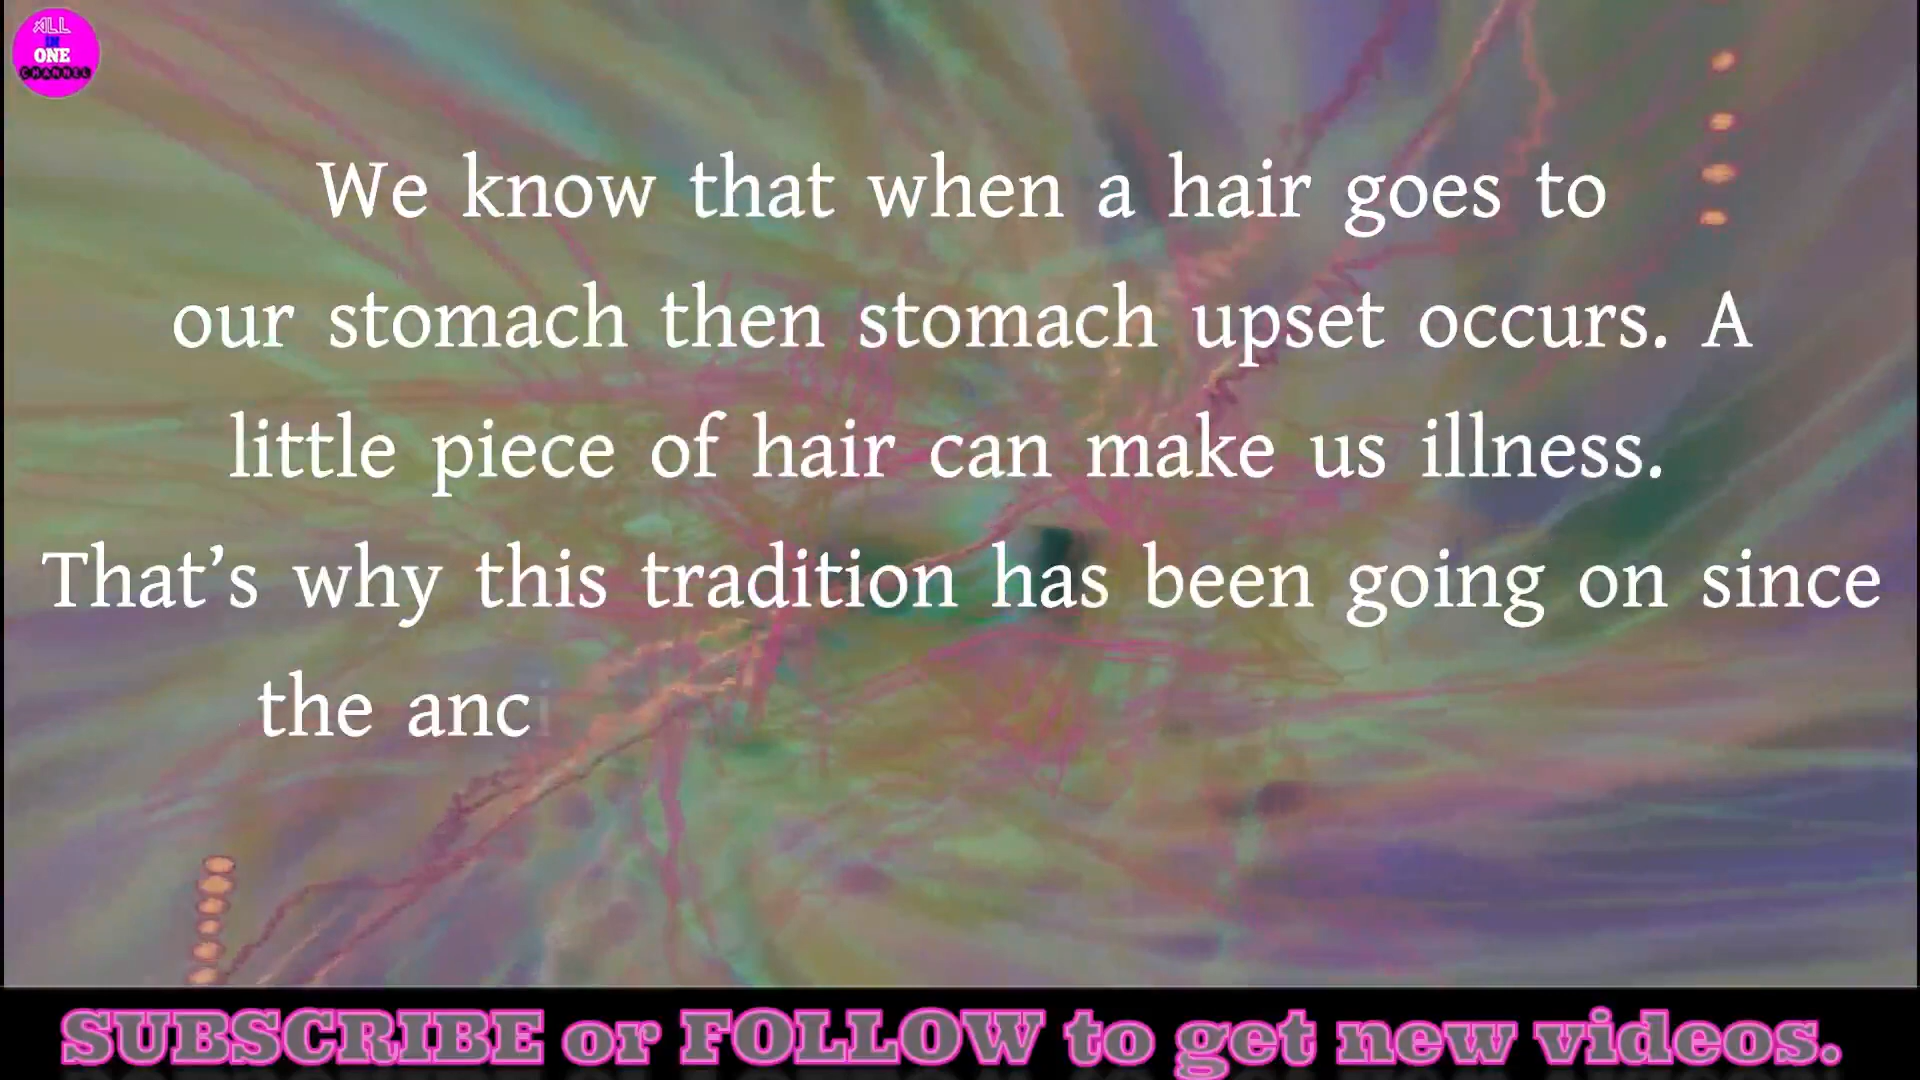 ALL
IN
ONE
CHANNEL
We know that when a hair goes to
our stomach then stomach upset occurs. A
little piece of hair can make us illness.
That’s why this tradition has been going on since
the anci
SUBSCRIBE or FOLLOW to get new videos.